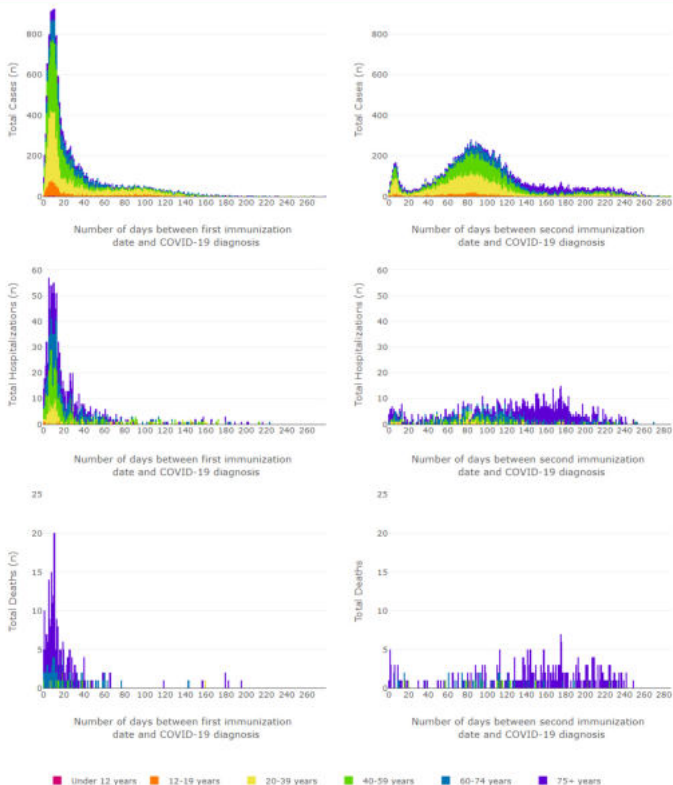 800
600
400
200
0
Total Cases (n)
0 20 40 60 80 100 120 140 160 180 200 220 240 260
Number of days between first immunization
date and COVID-19 diagnosis
800
600
400
200
0
Total Cases (n)
0 20 40 60 80 100 120 140 160 180 200 220 240 260 280
Number of days between second immunization
date and COVID-19 diagnosis
60
50
40
30
20
10
0
Total Hospitalizations (n)
0 20 40 60 80 100 120 140 160 180 200 220 240 260
Number of days between first immunization
date and COVID-19 diagnosis
60
50
40
30
20
10
0
Total Hospitalizations (n)
0 20 40 60 80 100 120 140 160 180 200 220 240 260 280
Number of days between second immunization
date and COVID-19 diagnosis
25
20
15
10
5
0
Total Deaths (n)
0 20 40 60 80 100 120 140 160 180 200 220 240 260
Number of days between first immunization
date and COVID-19 diagnosis
25
20
15
10
5
0
Total Deaths
0 20 40 60 80 100 120 140 160 180 200 220 240 260 280
Number of days between second immunization
date and COVID-19 diagnosis
Under 12 years 12-19 years 20-39 years 40-59 years 60-74 years 75+ years